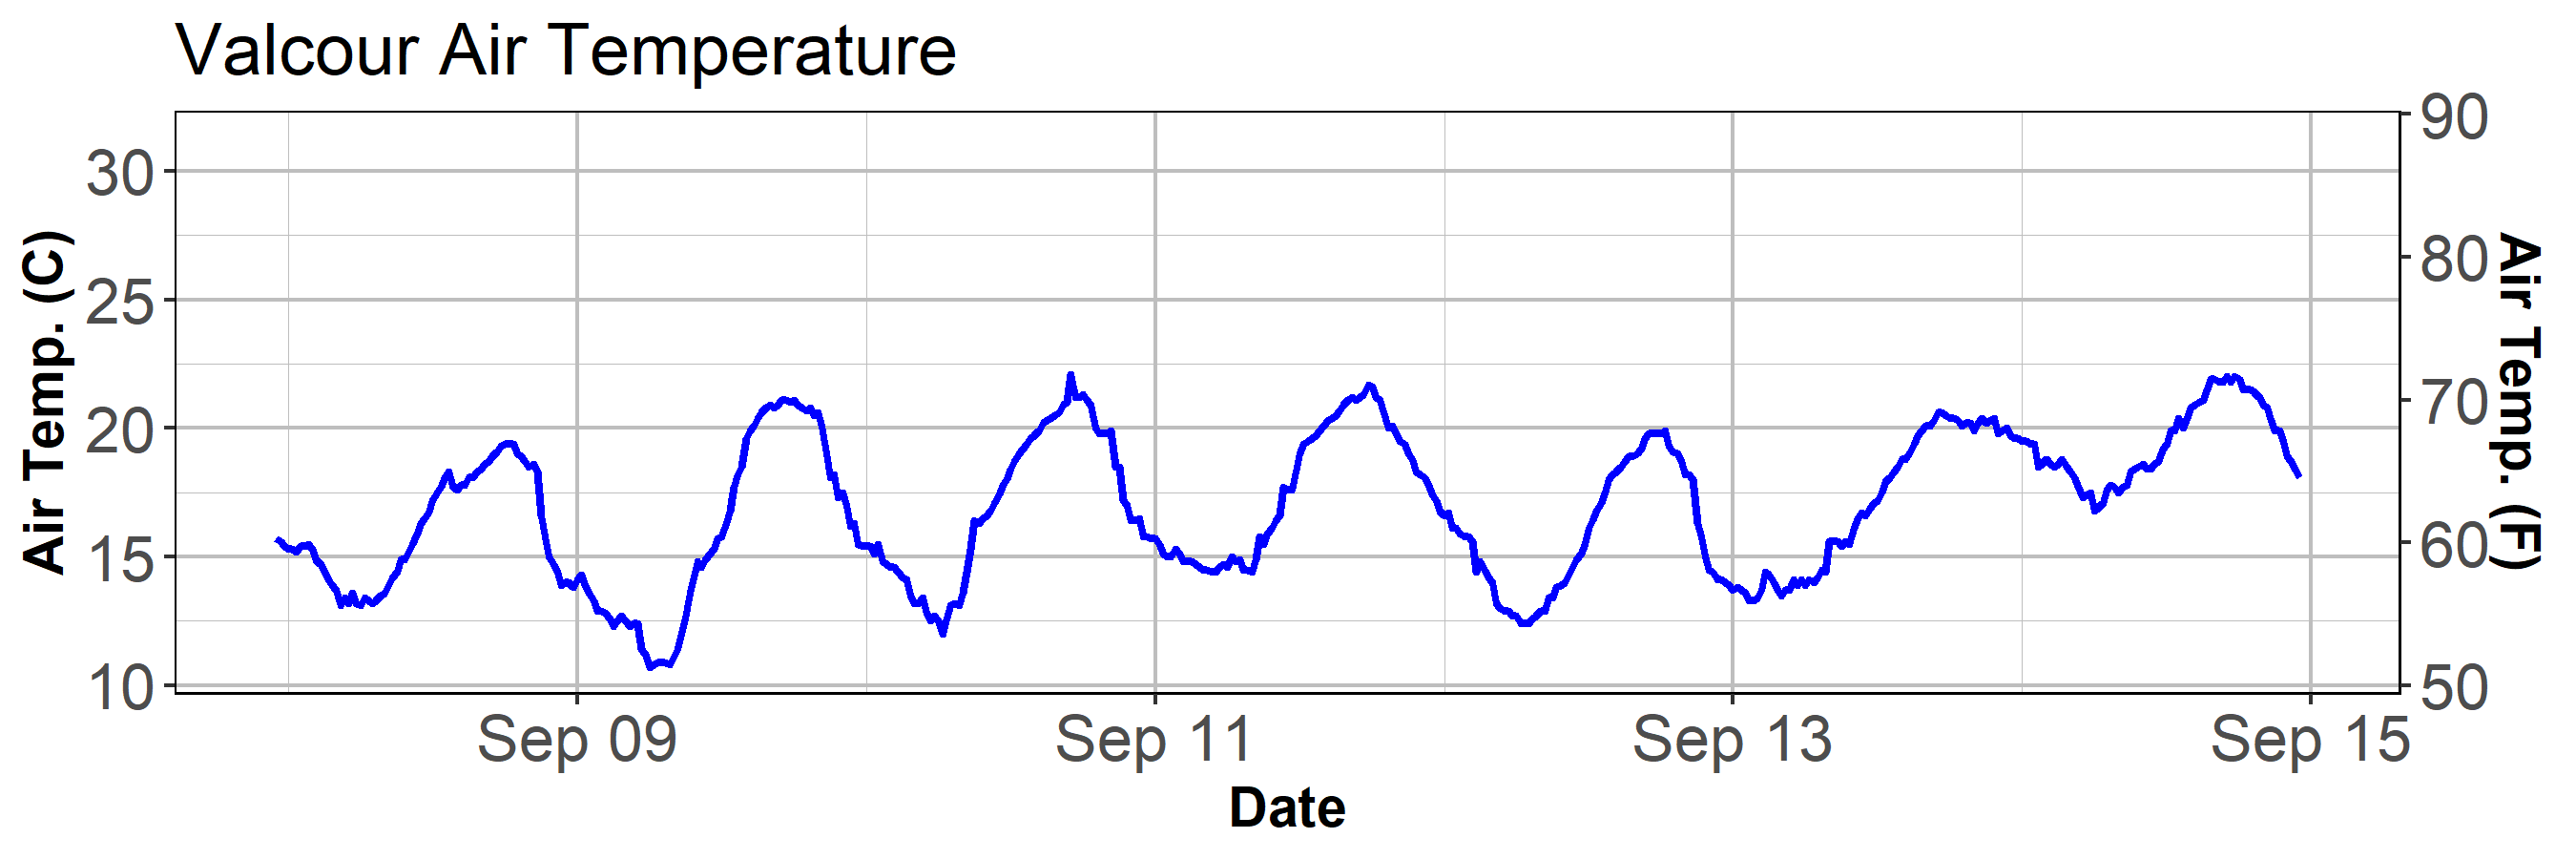 Valcour Air Temperature
Air Temp. (C)
30
25
20
15
10
90
80
70
60
50
Air Temp. (F)
Sep 09 Sep 11 Sep 13 Sep 15
Date